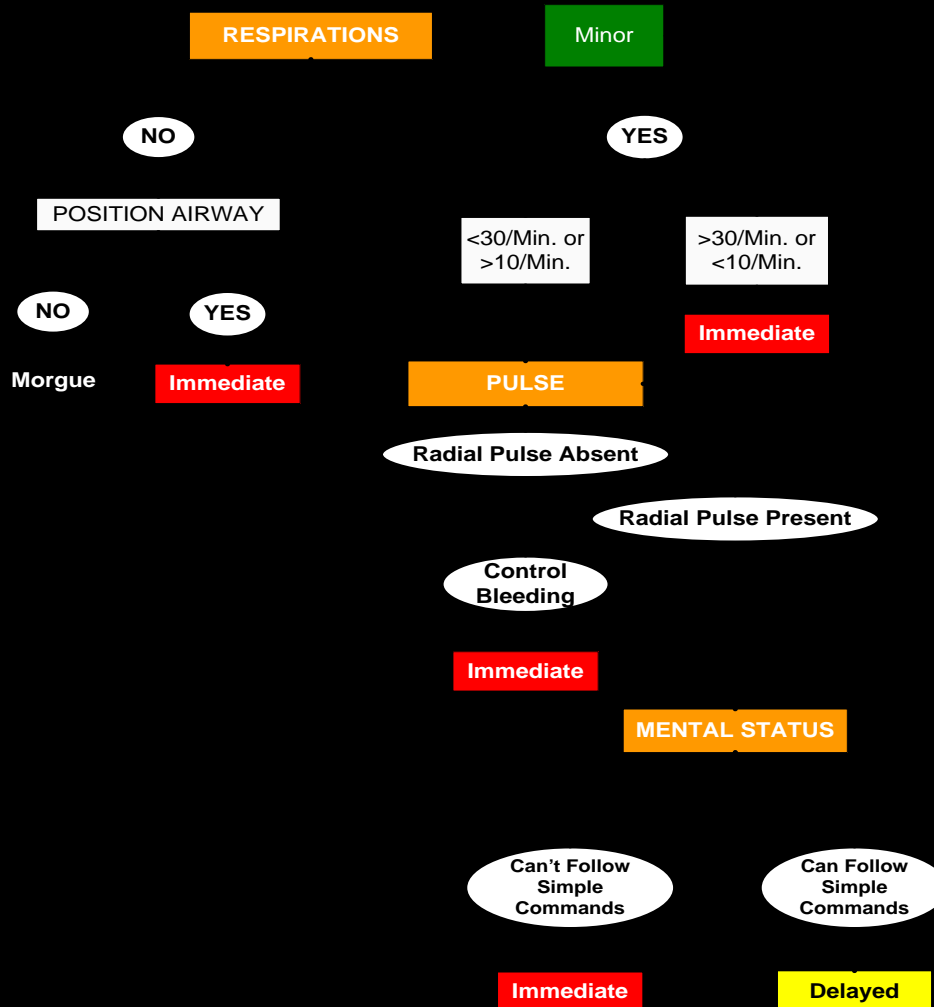 RESPIRATIONS
Minor
NO
YES
POSITION AIRWAY
<30/Min. or
>10/Min.
>30/Min. or
<10/Min.
NO
YES
Immediate
Morgue
Immediate
PULSE
Radial Pulse Absent
Radial Pulse Present
Control
Bleeding
Immediate
MENTAL STATUS
Can't Follow
Simple
Commands
Can Follow
Simple
Commands
Immediate
Delayed